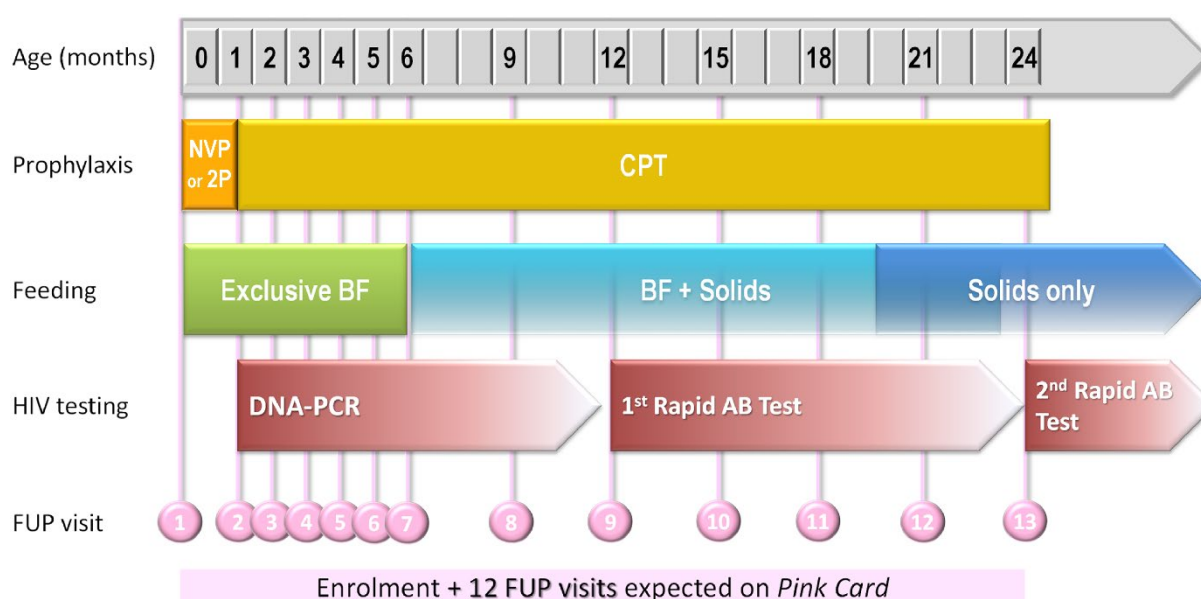 Age (months) 0 1 2 3 4 5 6 9 12 15 18 21 24
Prophylaxis
NVP
or 2P
CPT
Feeding Exclusive BF BF + Solids Solids only
HIV testing DNA-PCR 1st Rapid AB Test
2nd Rapid AB
Test
FUP visit 1 2 3 4 5 6 7 8 9 10 11 12 13
Enrolment + 12 FUP visits expected on Pink Card